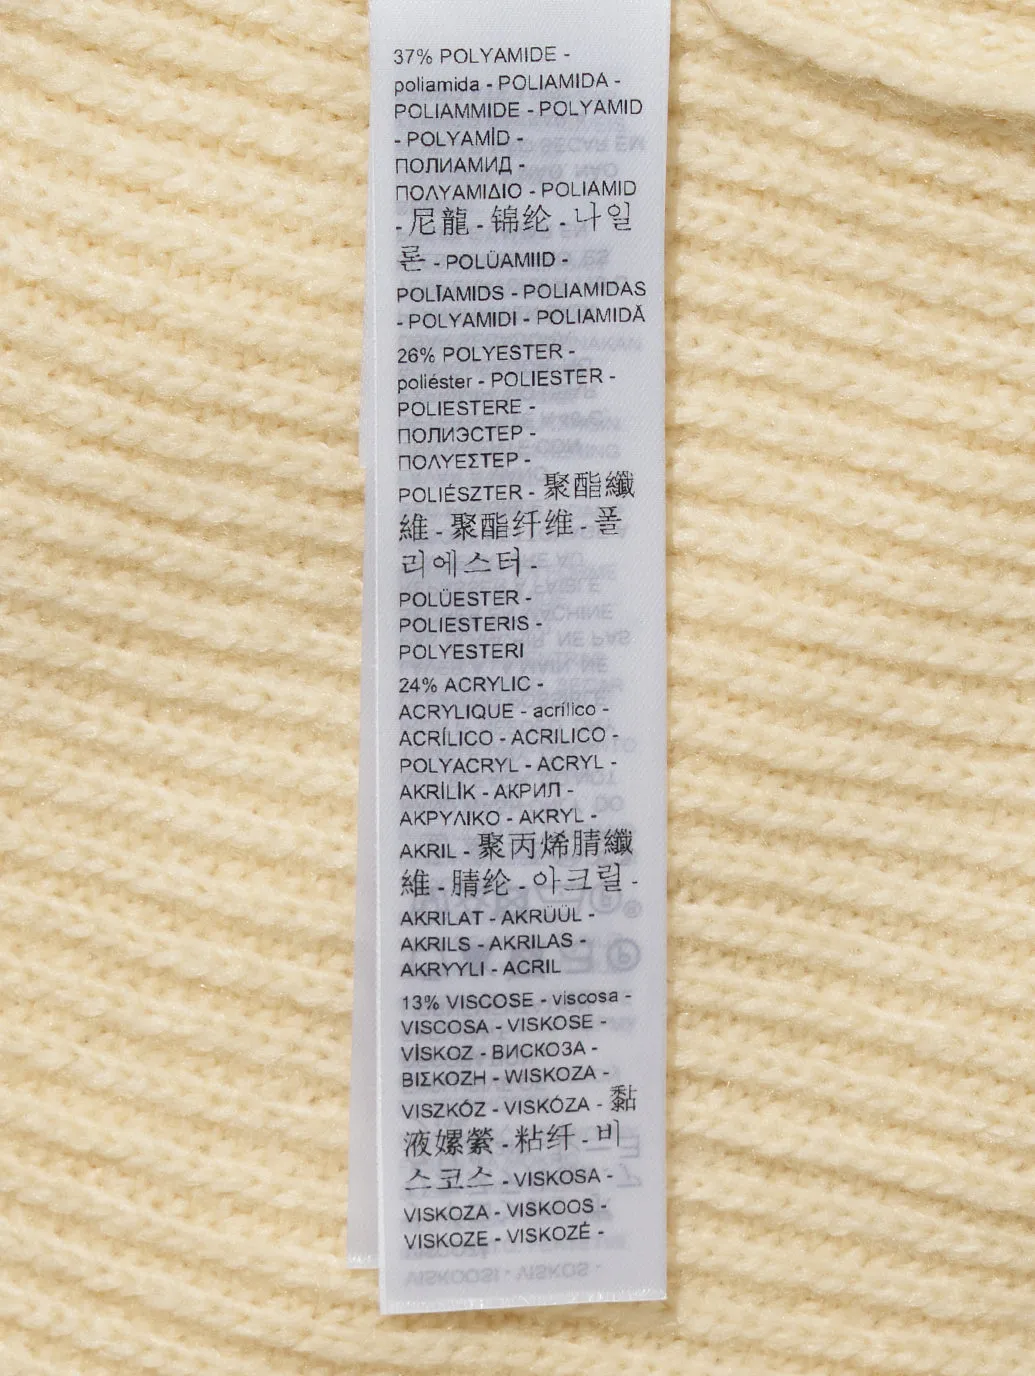 37% POLYAMIDE -
poliamida - POLIAMIDA -
POLIAMMIDE - POLYAMID
- POLYAMİD -
ПОЛИАМИД -
ΠΟΛΥΑΜΙΔΙΟ - POLIAMID
- 尼龍 - 锦纶 - 나일
론 - POLÜAMIID -
POLĪAMIDS - POLIAMIDAS
- POLYAMIDI - POLIAMIDĂ
26% POLYESTER -
poliéster - POLIESTER -
POLIESTERE -
ПОЛИЭСТЕР -
ΠΟΛΥΕΣΤΕΡ -
POLIÉSZTER - 聚酯纖
維 - 聚酯纤维 - 폴
리에스터 -
POLÜESTER -
POLIESTERIS -
POLYESTERI
24% ACRYLIC -
ACRYLIQUE - acrílico -
ACRÍLICO - ACRILICO -
POLYACRYL - ACRYL -
AKRİLİK - АКРИЛ -
ΑΚΡΥΛΙΚΟ - AKRYL -
AKRIL - 聚丙烯腈纖
維 - 腈纶 - 아크릴 -
AKRILAT - AKRÜÜL -
AKRILS - AKRILAS -
AKRYYLI - ACRIL
13% VISCOSE - viscosa -
VISCOSA - VISKOSE -
VİSKOZ - ВИСКОЗА -
ΒΙΣΚΟΖΗ - WISKOZA -
VISZKÓZ - VISKÓZA - 黏
液嫘縈 - 粘纤 - 비
스코스 - VISKOSA -
VISKOZA - VISKOOS -
VISKOZE - VISKOZĖ -